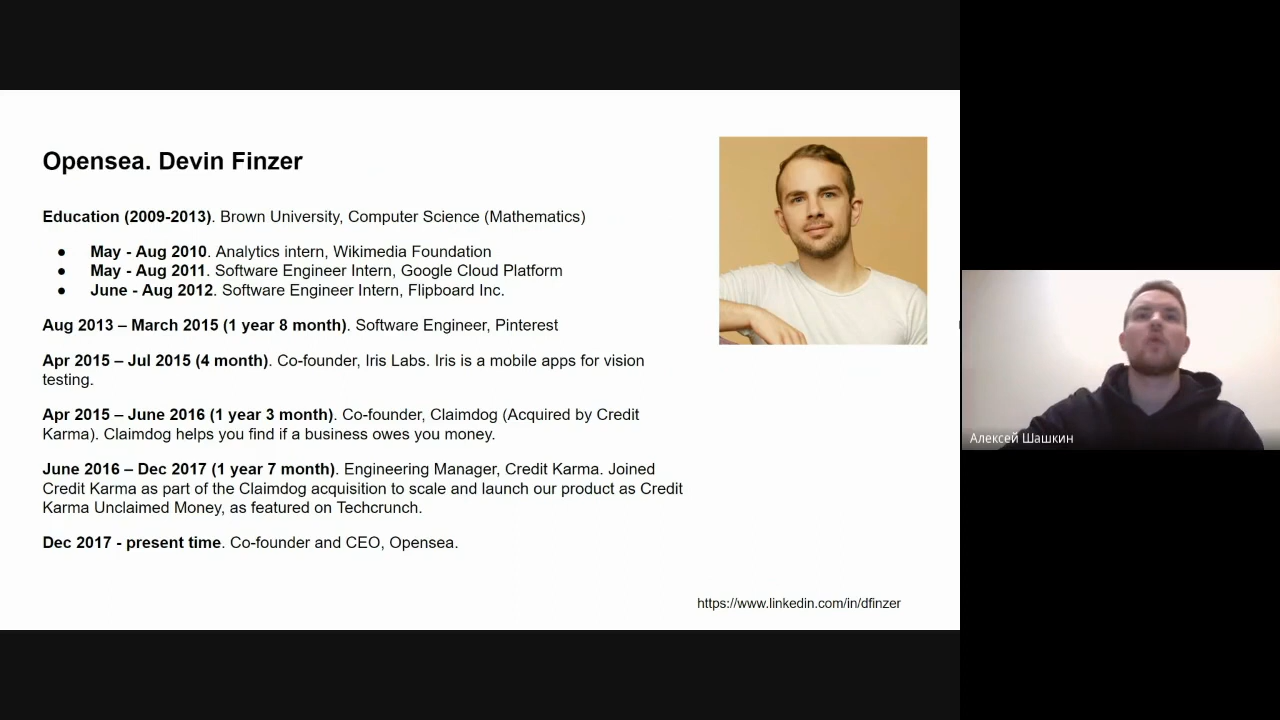 Opensea. Devin Finzer
Education (2009-2013). Brown University, Computer Science (Mathematics)
● May - Aug 2010. Analytics intern, Wikimedia Foundation
● May - Aug 2011. Software Engineer Intern, Google Cloud Platform
● June - Aug 2012. Software Engineer Intern, Flipboard Inc.
Aug 2013 – March 2015 (1 year 8 month). Software Engineer, Pinterest
Apr 2015 – Jul 2015 (4 month). Co-founder, Iris Labs. Iris is a mobile apps for vision
testing.
Apr 2015 – June 2016 (1 year 3 month). Co-founder, Claimdog (Acquired by Credit
Karma). Claimdog helps you find if a business owes you money.
June 2016 – Dec 2017 (1 year 7 month). Engineering Manager, Credit Karma. Joined
Credit Karma as part of the Claimdog acquisition to scale and launch our product as Credit
Karma Unclaimed Money, as featured on Techcrunch.
Dec 2017 - present time. Co-founder and CEO, Opensea.
https://www.linkedin.com/in/dfinzer
Алексей Шашкин